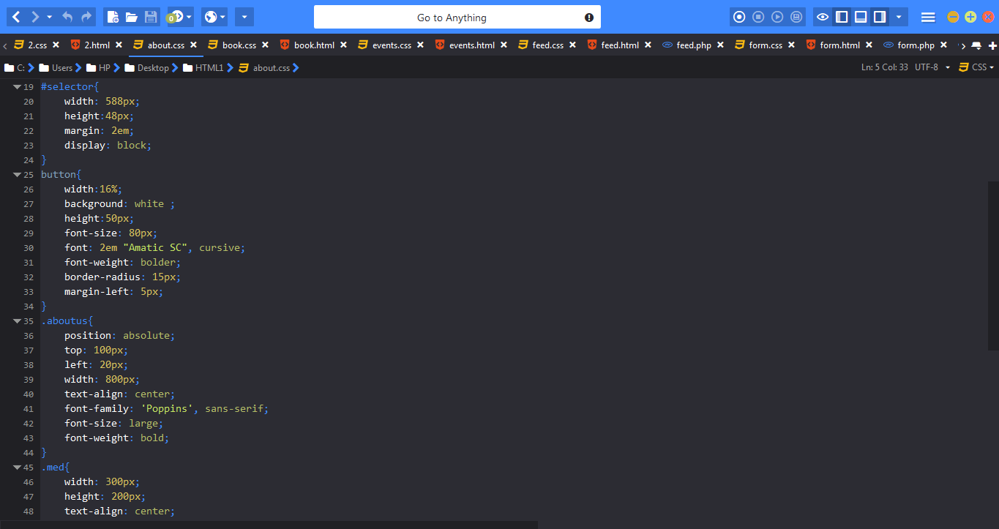 Go to Anything
0
2.css 2.html about.css book.css book.html events.css events.html feed.css feed.html feed.php form.css form.html form.php
C: Users HP Desktop HTML1 about.css Ln: 5 Col: 33 UTF-8 CSS
19 #selector{
20 width: 588px;
21 height:48px;
22 margin: 2em;
23 display: block;
24 }
25 button{
26 width:16%;
27 background: white ;
28 height:50px;
29 font-size: 80px;
30 font: 2em "Amatic SC", cursive;
31 font-weight: bolder;
32 border-radius: 15px;
33 margin-left: 5px;
34 }
35 .aboutus{
36 position: absolute;
37 top: 100px;
38 left: 20px;
39 width: 800px;
40 text-align: center;
41 font-family: 'Poppins', sans-serif;
42 font-size: large;
43 font-weight: bold;
44 }
45 .med{
46 width: 300px;
47 height: 200px;
48 text-align: center;